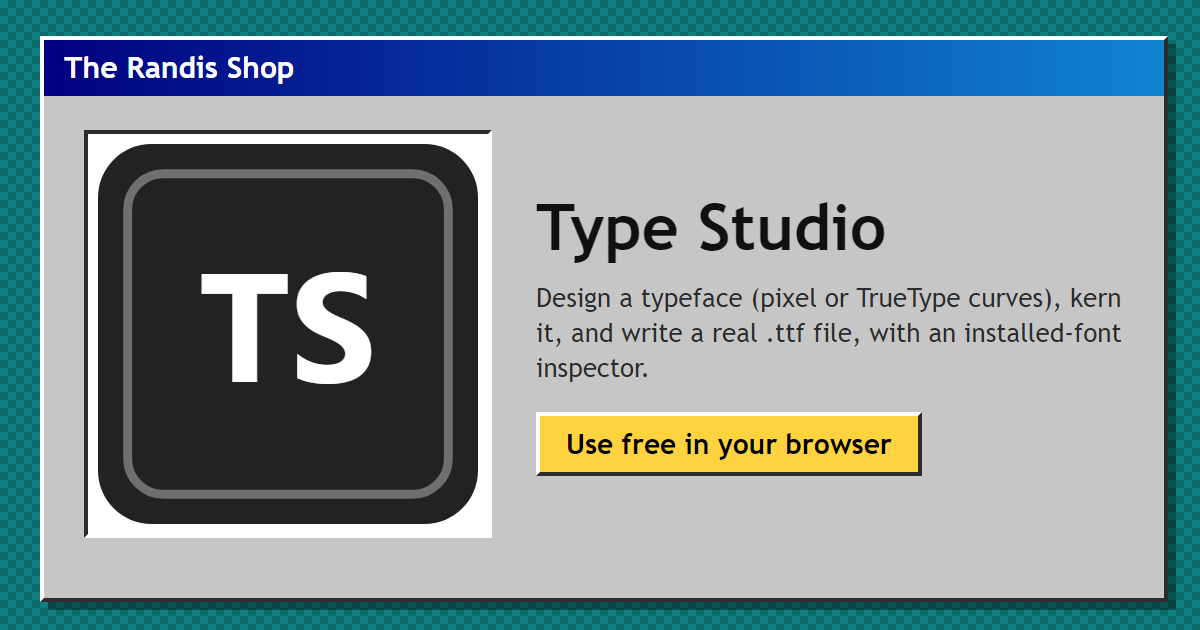 The Randis Shop
TS
Type Studio
Design a typeface (pixel or TrueType curves), kern
it, and write a real .ttf file, with an installed-font
inspector.
Use free in your browser